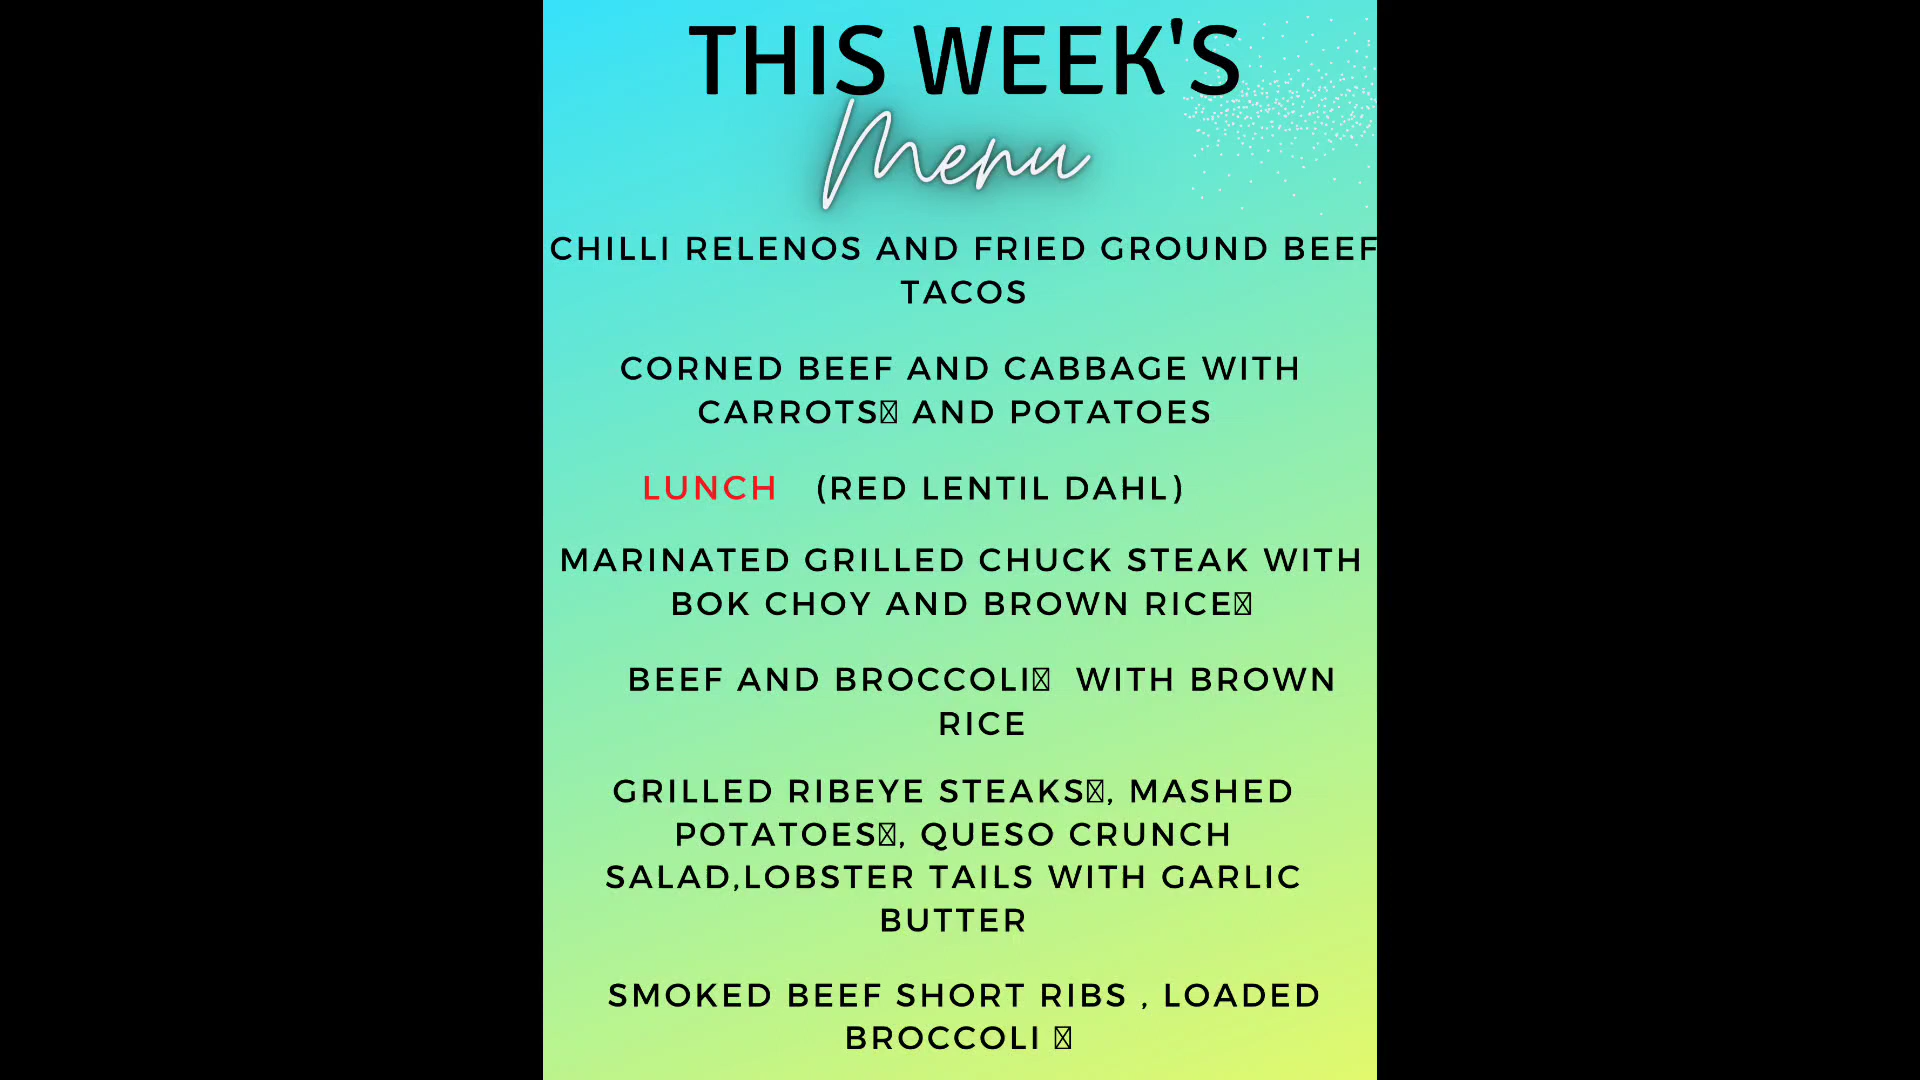 THIS WEEK'S
Menu
CHILLI RELENOS AND FRIED GROUND BEEF
TACOS
CORNED BEEF AND CABBAGE WITH
CARROTS AND POTATOES
LUNCH (RED LENTIL DAHL)
MARINATED GRILLED CHUCK STEAK WITH
BOK CHOY AND BROWN RICE
BEEF AND BROCCOLI WITH BROWN
RICE
GRILLED RIBEYE STEAKS, MASHED
POTATOES, QUESO CRUNCH
SALAD,LOBSTER TAILS WITH GARLIC
BUTTER
SMOKED BEEF SHORT RIBS , LOADED
BROCCOLI